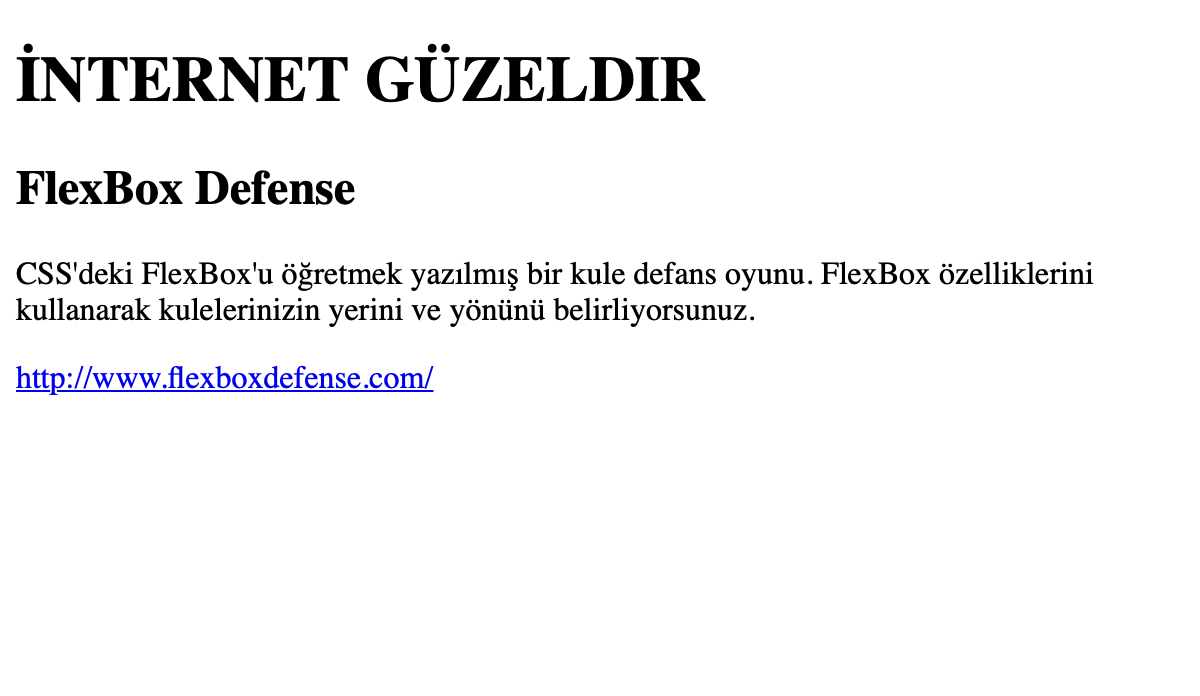 İNTERNET GÜZELDIR
FlexBox Defense
CSS'deki FlexBox'u öğretmek yazılmış bir kule defans oyunu. FlexBox özelliklerini
kullanarak kulelerinizin yerini ve yönünü belirliyorsunuz.
http://www.flexboxdefense.com/